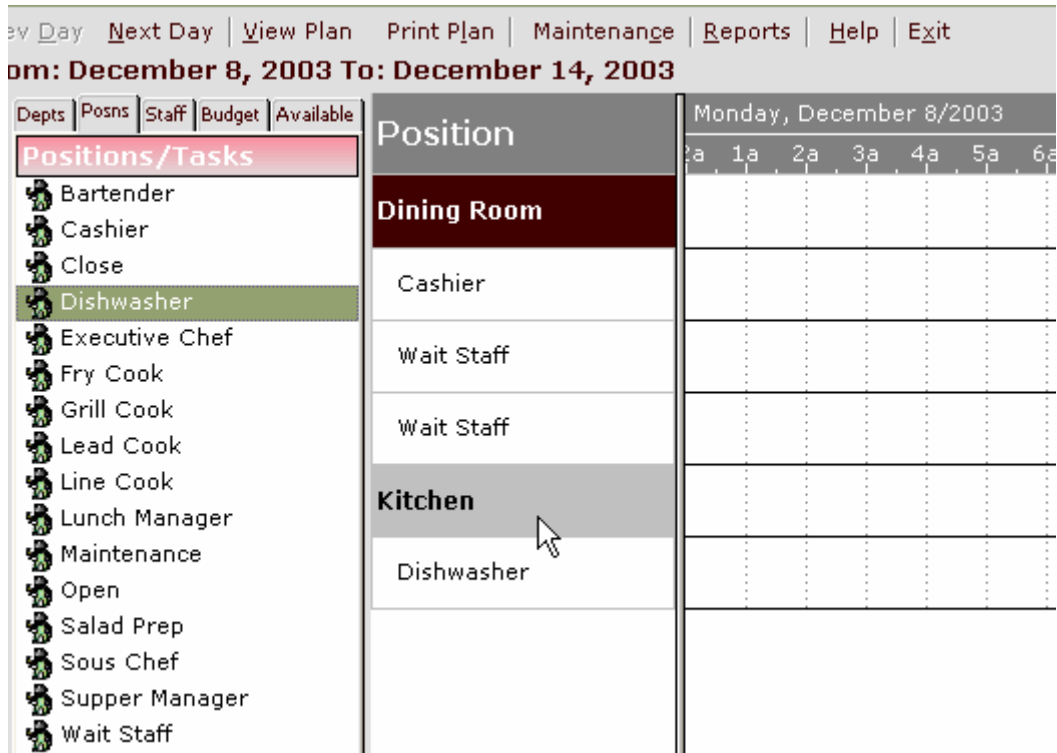 ev Day Next Day | View Plan Print Plan | Maintenance | Reports | Help | Exit
om: December 8, 2003 To: December 14, 2003
Depts Posns Staff Budget Available
Positions/Tasks
Bartender
Cashier
Close
Dishwasher
Executive Chef
Fry Cook
Grill Cook
Lead Cook
Line Cook
Lunch Manager
Maintenance
Open
Salad Prep
Sous Chef
Supper Manager
Wait Staff
Position
Dining Room
Cashier
Wait Staff
Wait Staff
Kitchen
Dishwasher
Monday, December 8/2003
2a 1a 2a 3a 4a 5a 6a